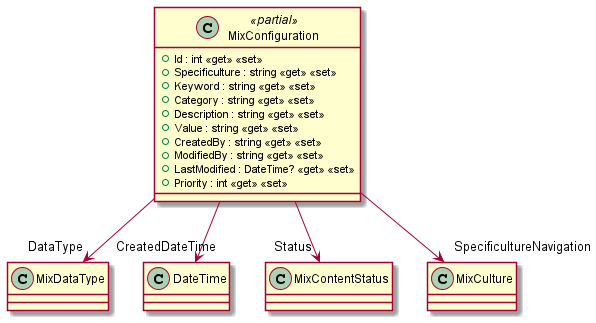 C «partial»
MixConfiguration
Id : int «get» «set»
Specificulture : string «get» «set»
Keyword : string «get» «set»
Category : string «get» «set»
Description : string «get» «set»
Value : string «get» «set»
CreatedBy : string «get» «set»
ModifiedBy : string «get» «set»
LastModified : DateTime? «get» «set»
Priority : int «get» «set»
DataType CreatedDateTime Status SpecificultureNavigation
C MixDataType C DateTime C MixContentStatus C MixCulture